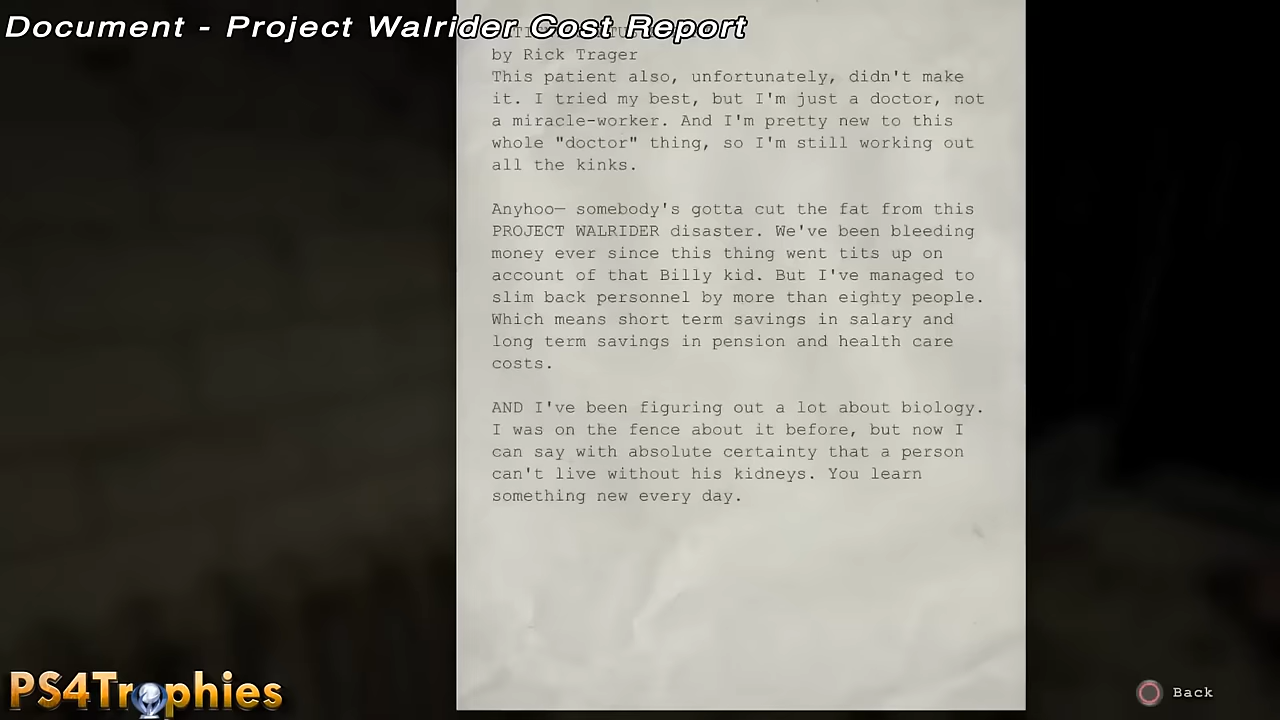 Document - Project Walrider Cost Report
by Rick Trager
This patient also, unfortunately, didn't make
it. I tried my best, but I'm just a doctor, not
a miracle-worker. And I'm pretty new to this
whole "doctor" thing, so I'm still working out
all the kinks.
Anyhoo— somebody's gotta cut the fat from this
PROJECT WALRIDER disaster. We've been bleeding
money ever since this thing went tits up on
account of that Billy kid. But I've managed to
slim back personnel by more than eighty people.
Which means short term savings in salary and
long term savings in pension and health care
costs.
AND I've been figuring out a lot about biology.
I was on the fence about it before, but now I
can say with absolute certainty that a person
can't live without his kidneys. You learn
something new every day.
PS4Trophies
Back